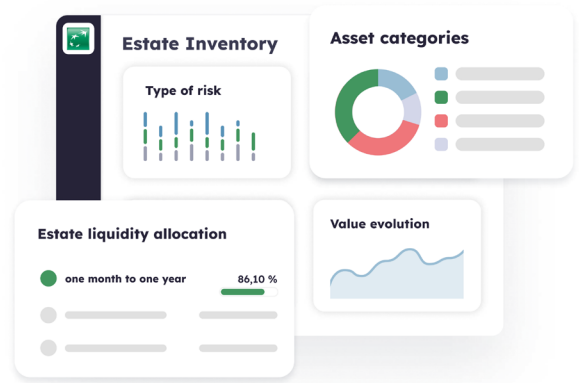 Estate Inventory
Asset categories
Type of risk
Estate liquidity allocation
one month to one year 86,10 %
Value evolution